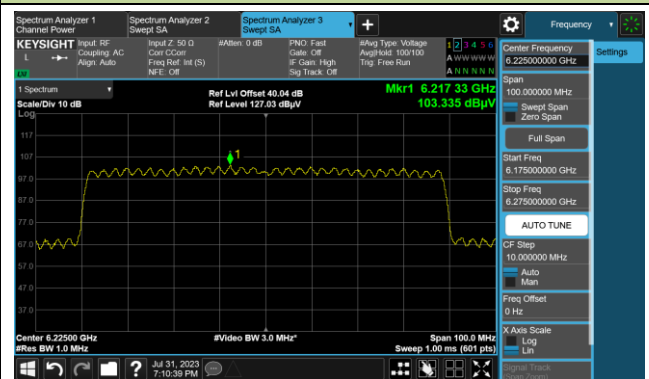 Spectrum Analyzer 1
Channel Power
Spectrum Analyzer 2
Swept SA
Spectrum Analyzer 3
Swept SA
Frequency
KEYSIGHT
L
LXI
Input: RF
Coupling: AC
Align: Auto
Input Z: 50 Ω
Corr CCorr
Freq Ref: Int (S)
NFE: Off
#Atten: 0 dB
PNO: Fast
Gate: Off
IF Gain: High
Sig Track: Off
#Avg Type: Voltage
Avg|Hold: 100/100
Trig: Free Run
1 2 3 4 5 6
A W W W W W
A N N N N N
1 Spectrum
Scale/Div 10 dB
Log
Ref Lvl Offset 40.04 dB
Ref Level 127.03 dBµV
Mkr1 6.217 33 GHz
103.335 dBµV
1
117
107
97.0
87.0
77.0
67.0
57.0
47.0
37.0
Center 6.22500 GHz
#Res BW 1.0 MHz
#Video BW 3.0 MHz*
Span 100.0 MHz
Sweep 1.00 ms (601 pts)
Jul 31, 2023
7:10:39 PM
Center Frequency
6.225000000 GHz
Settings
Span
100.000000 MHz
Swept Span
Zero Span
Full Span
Start Freq
6.175000000 GHz
Stop Freq
6.275000000 GHz
AUTO TUNE
CF Step
10.000000 MHz
Auto
Man
Freq Offset
0 Hz
X Axis Scale
Log
Lin
Signal Track
(Span Zoom)